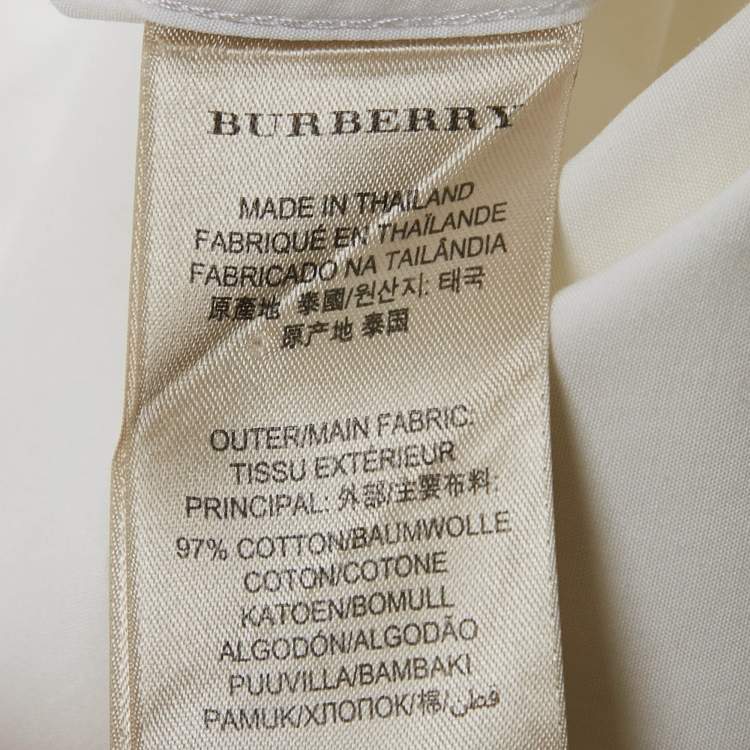 BURBERRY
MADE IN THAILAND
FABRIQUÉ EN THAÏLANDE
FABRICADO NA TAILÂNDIA
原產地 泰國/원산지: 태국
原产地 泰国
OUTER/MAIN FABRIC:
TISSU EXTÉRIEUR
PRINCIPAL: 外部/主要布料:
97% COTTON/BAUMWOLLE
COTON/COTONE
KATOEN/BOMULL
ALGODÓN/ALGODÃO
PUUVILLA/BAMBAKI
PAMUK/ХЛОПОК/棉/قطن